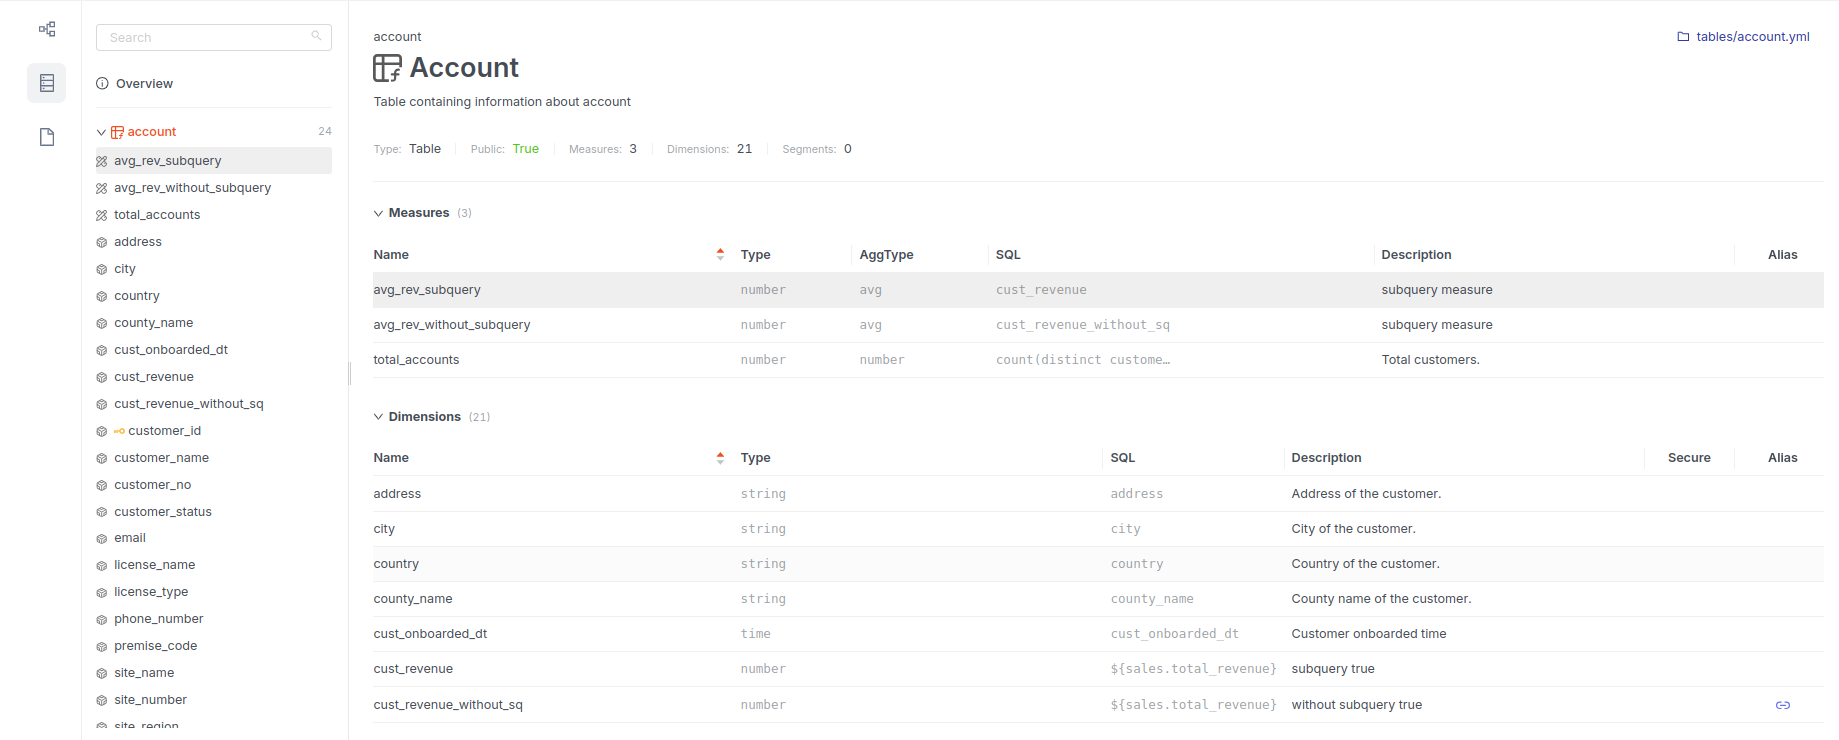 Search
Overview
account 24
avg_rev_subquery
avg_rev_without_subquery
total_accounts
address
city
country
county_name
cust_onboarded_dt
cust_revenue
cust_revenue_without_sq
customer_id
customer_name
customer_no
customer_status
email
license_name
license_type
phone_number
premise_code
site_name
site_number
site_region
account
tables/account.yml
Account
Table containing information about account
Type: Table Public: True Measures: 3 Dimensions: 21 Segments: 0
Measures (3)
Name Type AggType SQL Description Alias
avg_rev_subquery number avg cust_revenue subquery measure
avg_rev_without_subquery number avg cust_revenue_without_sq subquery measure
total_accounts number number count(distinct custome… Total customers.
Dimensions (21)
Name Type SQL Description Secure Alias
address string address Address of the customer.
city string city City of the customer.
country string country Country of the customer.
county_name string county_name County name of the customer.
cust_onboarded_dt time cust_onboarded_dt Customer onboarded time
cust_revenue number ${sales.total_revenue} subquery true
cust_revenue_without_sq number ${sales.total_revenue} without subquery true